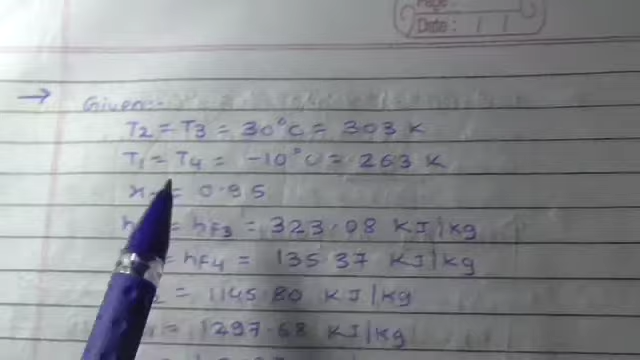 Page:
Date: / /
→ Given:-
T2 = T3 = 30°C = 303 K
T1 = T4 = -10°C = 263 K
= 0.95
= hF3 = 323.08 KJ/kg
= hF4 = 135.37 KJ/kg
= 1145.80 KJ/kg
= 1297.68 KJ/kg